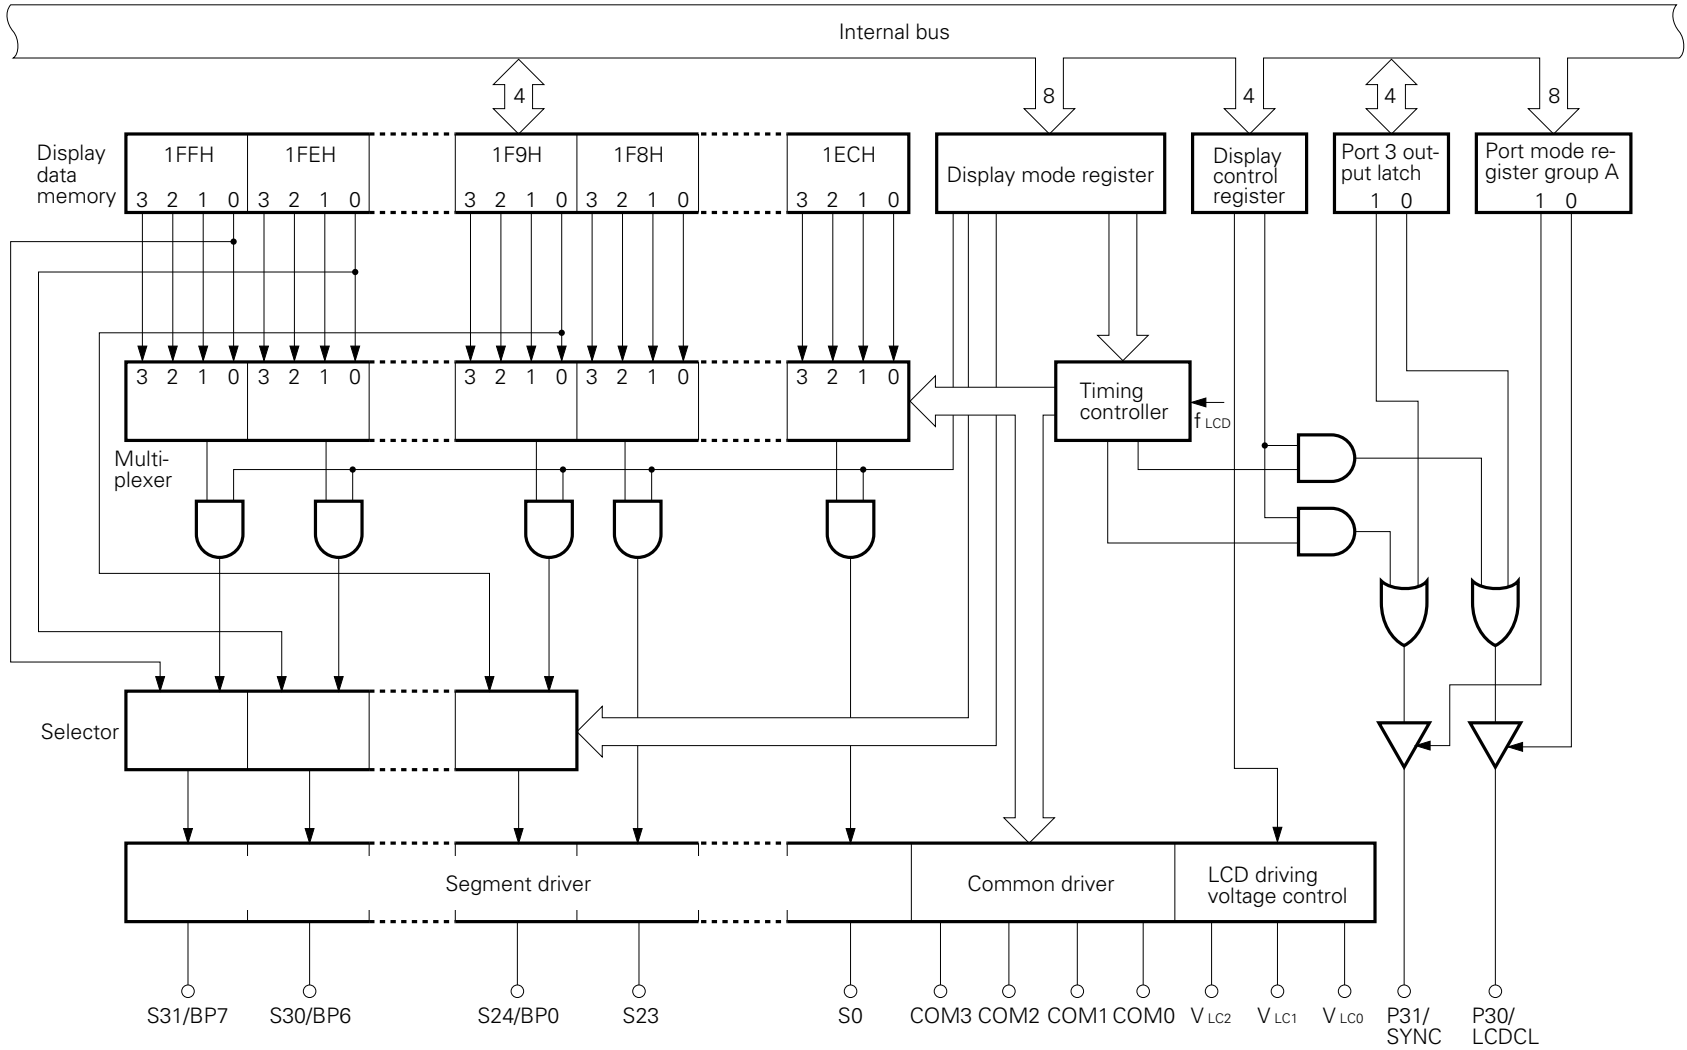 Internal bus
4
8
4
4
8
Display
data
memory
1FFH
1FEH
1F9H
1F8H
1ECH
3 2 1 0 3 2 1 0 3 2 1 0 3 2 1 0 3 2 1 0
Display mode register
Display
control
register
Port 3 out-
put latch
1 0
Port mode re-
gister group A
1 0
3 2 1 0 3 2 1 0 3 2 1 0 3 2 1 0 3 2 1 0
Multi-
plexer
Timing
controller
f LCD
Selector
Segment driver
Common driver
LCD driving
voltage control
S31/BP7
S30/BP6
S24/BP0
S23
S0
COM3
COM2
COM1
COM0
V LC2
V LC1
V LC0
P31/
SYNC
P30/
LCDCL